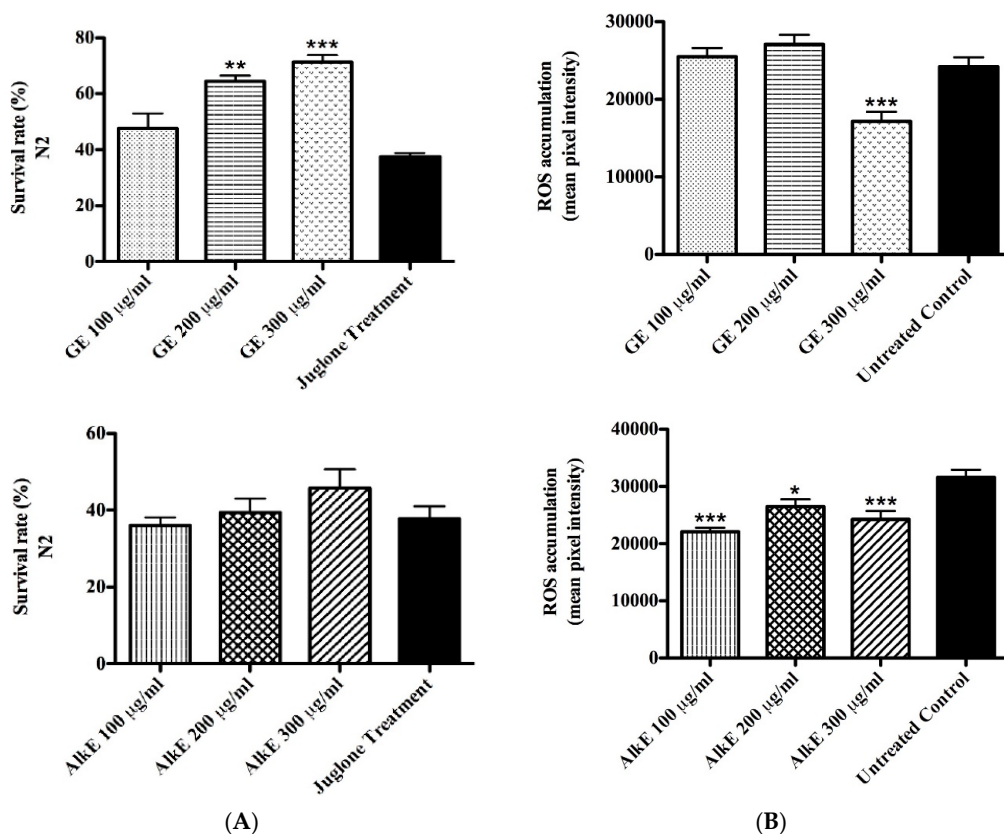 Survival rate (%)
N2
80
60
40
20
0
**
***
GE 100 µg/ml
GE 200 µg/ml
GE 300 µg/ml
Juglone Treatment
ROS accumulation
(mean pixel intensity)
30000
20000
10000
0
***
GE 100 µg/ml
GE 200 µg/ml
GE 300 µg/ml
Untreated Control
Survival rate (%)
N2
60
40
20
0
AlkE 100 µg/ml
AlkE 200 µg/ml
AlkE 300 µg/ml
Juglone Treatment
ROS accumulation
(mean pixel intensity)
40000
30000
20000
10000
0
***
*
***
AlkE 100 µg/ml
AlkE 200 µg/ml
AlkE 300 µg/ml
Untreated Control
(A)
(B)